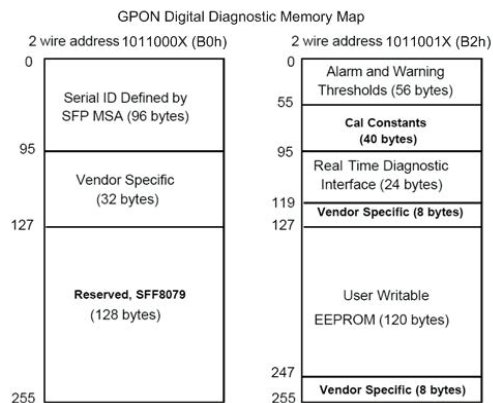 GPON Digital Diagnostic Memory Map
2 wire address 1011000X (B0h)
0
Serial ID Defined by
SFP MSA (96 bytes)
95
Vendor Specific
(32 bytes)
127
Reserved, SFF8079
(128 bytes)
255
2 wire address 1011001X (B2h)
0
Alarm and Warning
Thresholds (56 bytes)
55
Cal Constants
(40 bytes)
95
Real Time Diagnostic
Interface (24 bytes)
119
Vendor Specific (8 bytes)
127
User Writable
EEPROM (120 bytes)
247
Vendor Specific (8 bytes)
255